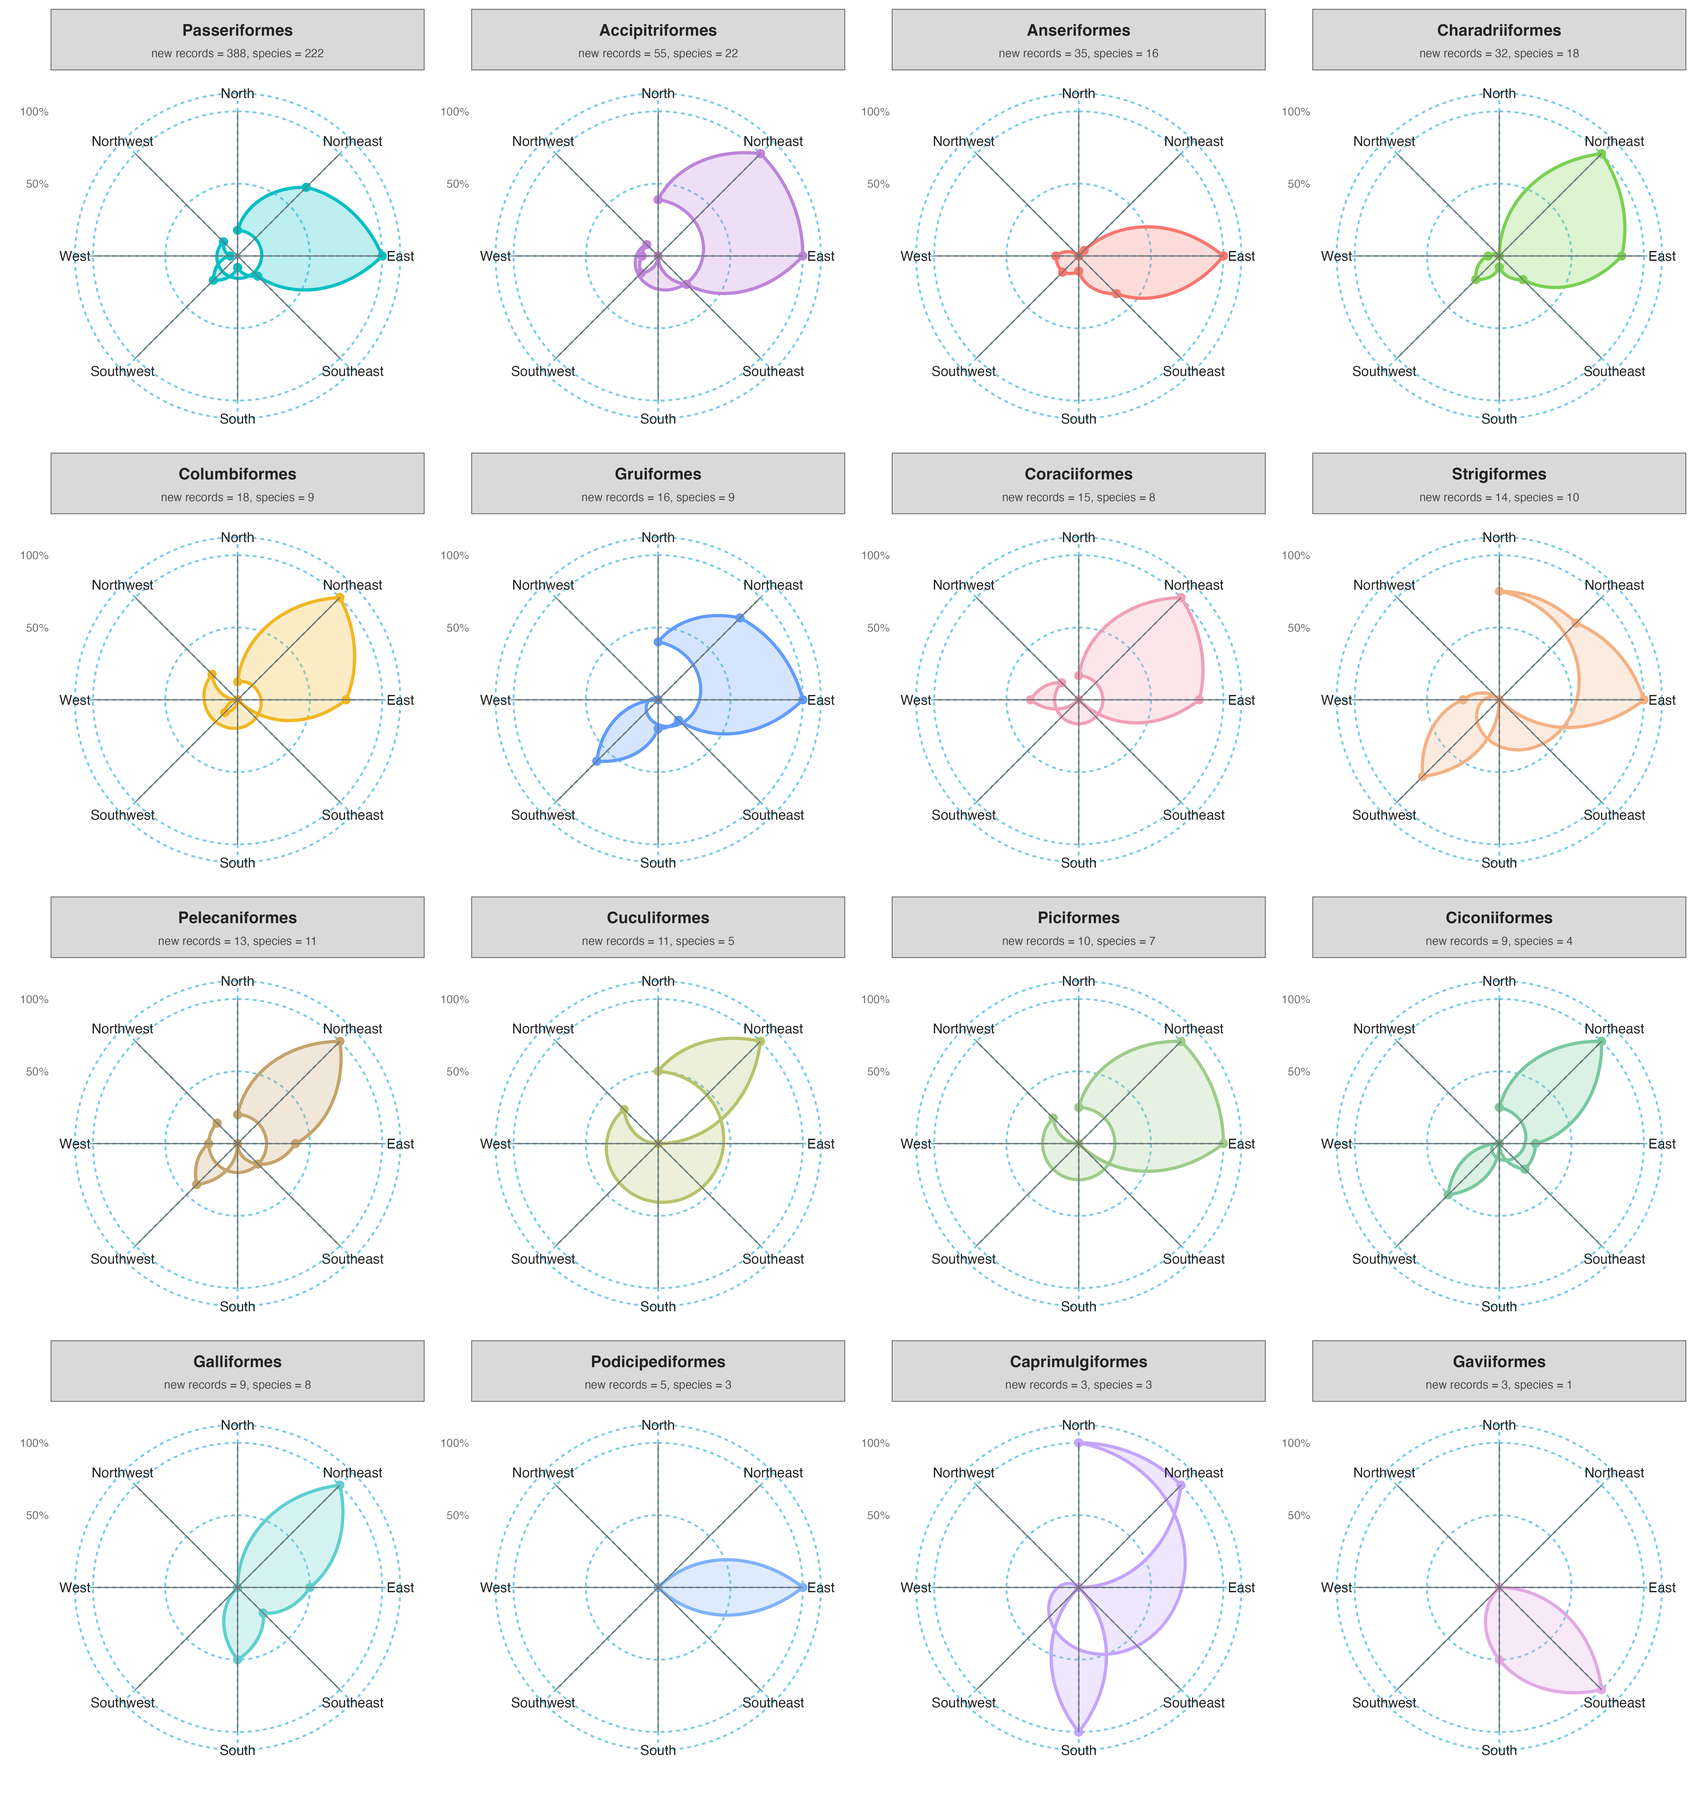 Passeriformes
new records = 388, species = 222
Accipitriformes
new records = 55, species = 22
Anseriformes
new records = 35, species = 16
Charadriiformes
new records = 32, species = 18
100%
50%
North
Northeast
East
Southeast
South
Southwest
West
Northwest
100%
50%
North
Northeast
East
Southeast
South
Southwest
West
Northwest
100%
50%
North
Northeast
East
Southeast
South
Southwest
West
Northwest
100%
50%
North
Northeast
East
Southeast
South
Southwest
West
Northwest
Columbiformes
new records = 18, species = 9
Gruiformes
new records = 16, species = 9
Coraciiformes
new records = 15, species = 8
Strigiformes
new records = 14, species = 10
100%
50%
North
Northeast
East
Southeast
South
Southwest
West
Northwest
100%
50%
North
Northeast
East
Southeast
South
Southwest
West
Northwest
100%
50%
North
Northeast
East
Southeast
South
Southwest
West
Northwest
100%
50%
North
Northeast
East
Southeast
South
Southwest
West
Northwest
Pelecaniformes
new records = 13, species = 11
Cuculiformes
new records = 11, species = 5
Piciformes
new records = 10, species = 7
Ciconiiformes
new records = 9, species = 4
100%
50%
North
Northeast
East
Southeast
South
Southwest
West
Northwest
100%
50%
North
Northeast
East
Southeast
South
Southwest
West
Northwest
100%
50%
North
Northeast
East
Southeast
South
Southwest
West
Northwest
100%
50%
North
Northeast
East
Southeast
South
Southwest
West
Northwest
Galliformes
new records = 9, species = 8
Podicipediformes
new records = 5, species = 3
Caprimulgiformes
new records = 3, species = 3
Gaviiformes
new records = 3, species = 1
100%
50%
North
Northeast
East
Southeast
South
Southwest
West
Northwest
100%
50%
North
Northeast
East
Southeast
South
Southwest
West
Northwest
100%
50%
North
Northeast
East
Southeast
South
Southwest
West
Northwest
100%
50%
North
Northeast
East
Southeast
South
Southwest
West
Northwest